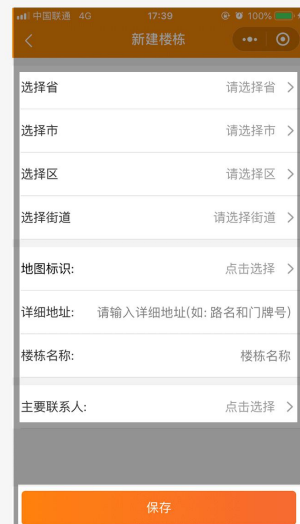 中国联通 4G 17:39 100%
新建楼栋
选择省 请选择省
选择市 请选择市
选择区 请选择区
选择街道 请选择街道
地图标识: 点击选择
详细地址: 请输入详细地址(如: 路名和门牌号)
楼栋名称: 楼栋名称
主要联系人: 点击选择
保存